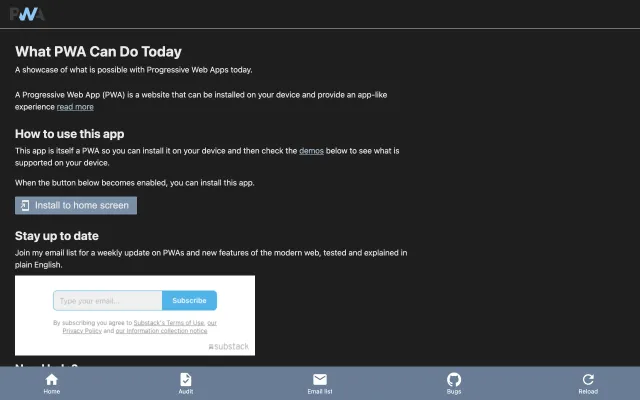 PWA
What PWA Can Do Today
A showcase of what is possible with Progressive Web Apps today.
A Progressive Web App (PWA) is a website that can be installed on your device and provide an app-like
experience read more
How to use this app
This app is itself a PWA so you can install it on your device and then check the demos below to see what is
supported on your device.
When the button below becomes enabled, you can install this app.
Install to home screen
Stay up to date
Join my email list for a weekly update on PWAs and new features of the modern web, tested and explained in
plain English.
Type your email...
Subscribe
By subscribing you agree to Substack's Terms of Use, our
Privacy Policy and our Information collection notice
substack
Home
Audit
Email list
Bugs
Reload